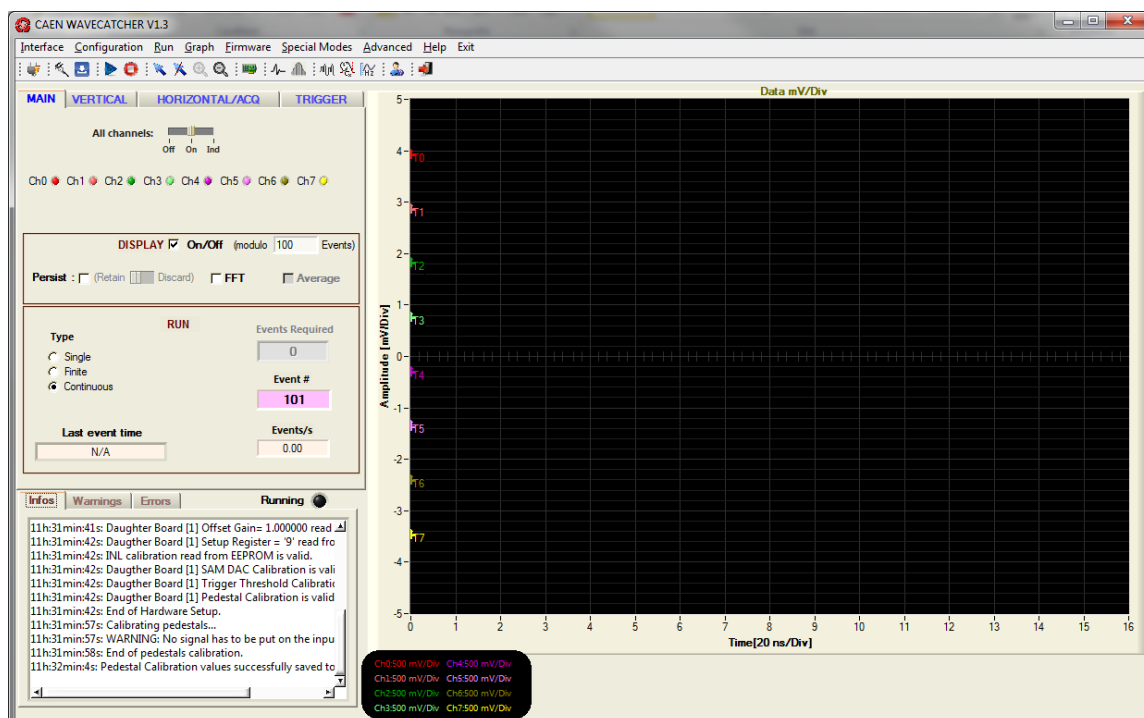 CAEN WAVECATCHER V1.3
Interface Configuration Run Graph Firmware Special Modes Advanced Help Exit
MAIN VERTICAL HORIZONTAL/ACQ TRIGGER
All channels:
Off On Ind
Ch0 Ch1 Ch2 Ch3 Ch4 Ch5 Ch6 Ch7
DISPLAY On/Off (modulo 100 Events)
Persist : (Retain Discard) FFT Average
RUN
Type
Single
Finite
Continuous
Events Required
0
Event #
101
Last event time
N/A
Events/s
0.00
Infos Warnings Errors Running
11h:31min:41s: Daughter Board [1] Offset Gain= 1.000000 read
11h:31min:42s: Daugther Board [1] Setup Register = '9' read fro
11h:31min:42s: INL calibration read from EEPROM is valid.
11h:31min:42s: Daugther Board [1] SAM DAC Calibration is vali
11h:31min:42s: Daugther Board [1] Trigger Threshold Calibratio
11h:31min:42s: Daugther Board [1] Pedestal Calibration is valid
11h:31min:42s: End of Hardware Setup.
11h:31min:57s: Calibrating pedestals...
11h:31min:57s: WARNING: No signal has to be put on the inpu
11h:31min:58s: End of pedestals calibration.
11h:32min:4s: Pedestal Calibration values successfully saved to
Data mV/Div
Amplitude [mV/Div]
5
4
3
2
1
0
-1
-2
-3
-4
-5
T0
T1
T2
T3
T4
T5
T6
T7
0 1 2 3 4 5 6 7 8 9 10 11 12 13 14 15 16
Time[20 ns/Div]
Ch0:500 mV/Div Ch4:500 mV/Div
Ch1:500 mV/Div Ch5:500 mV/Div
Ch2:500 mV/Div Ch6:500 mV/Div
Ch3:500 mV/Div Ch7:500 mV/Div